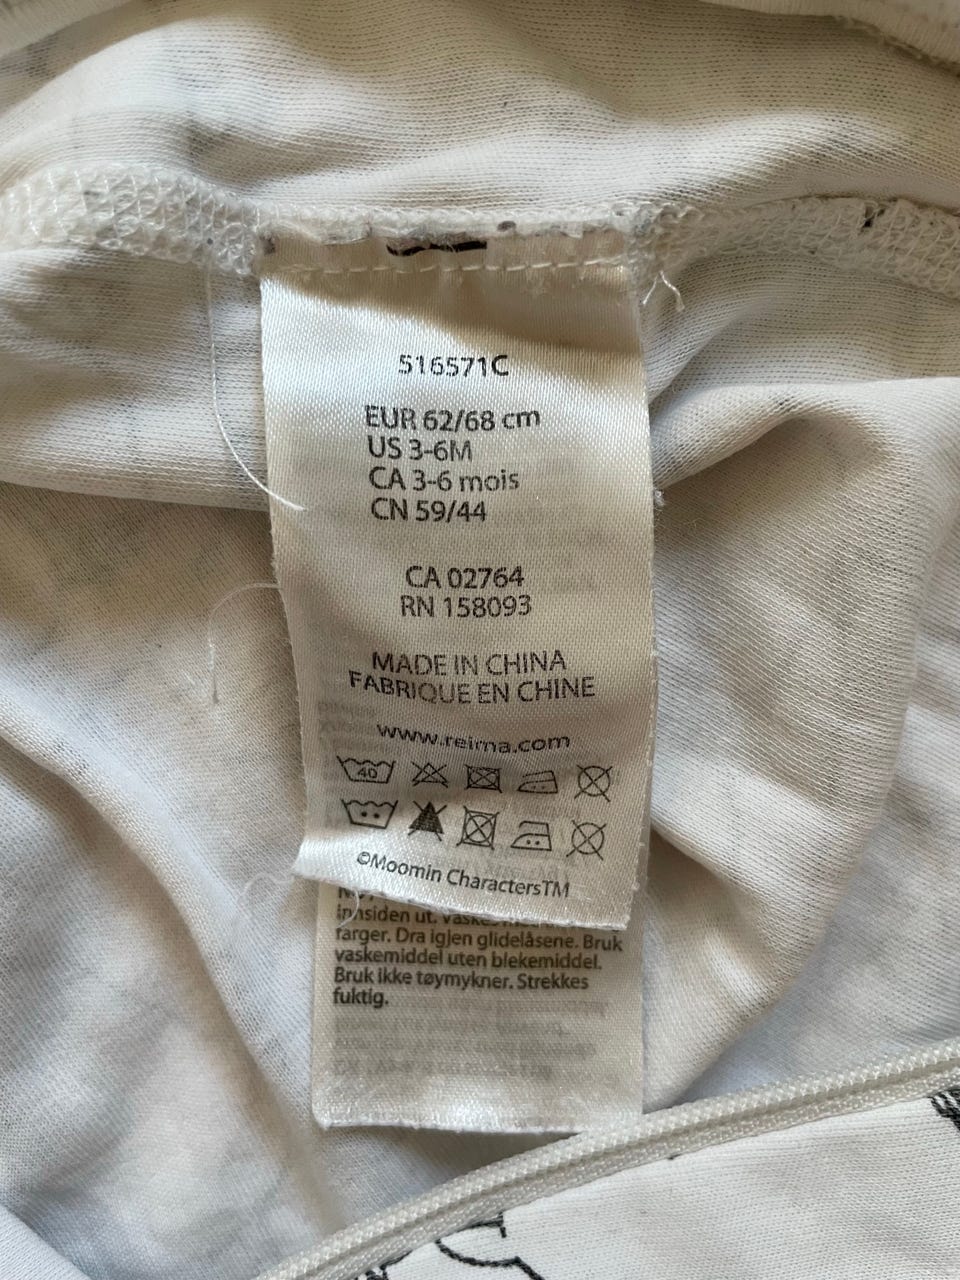 516571C
EUR 62/68 cm
US 3-6M
CA 3-6 mois
CN 59/44
CA 02764
RN 158093
MADE IN CHINA
FABRIQUE EN CHINE
www.reima.com
40
©Moomin CharactersTM
innsiden ut.
farger. Dra igjen glidelåsene. Bruk
vaskemiddel uten blekemiddel.
Bruk ikke tøymykner. Strekkes
fuktig.